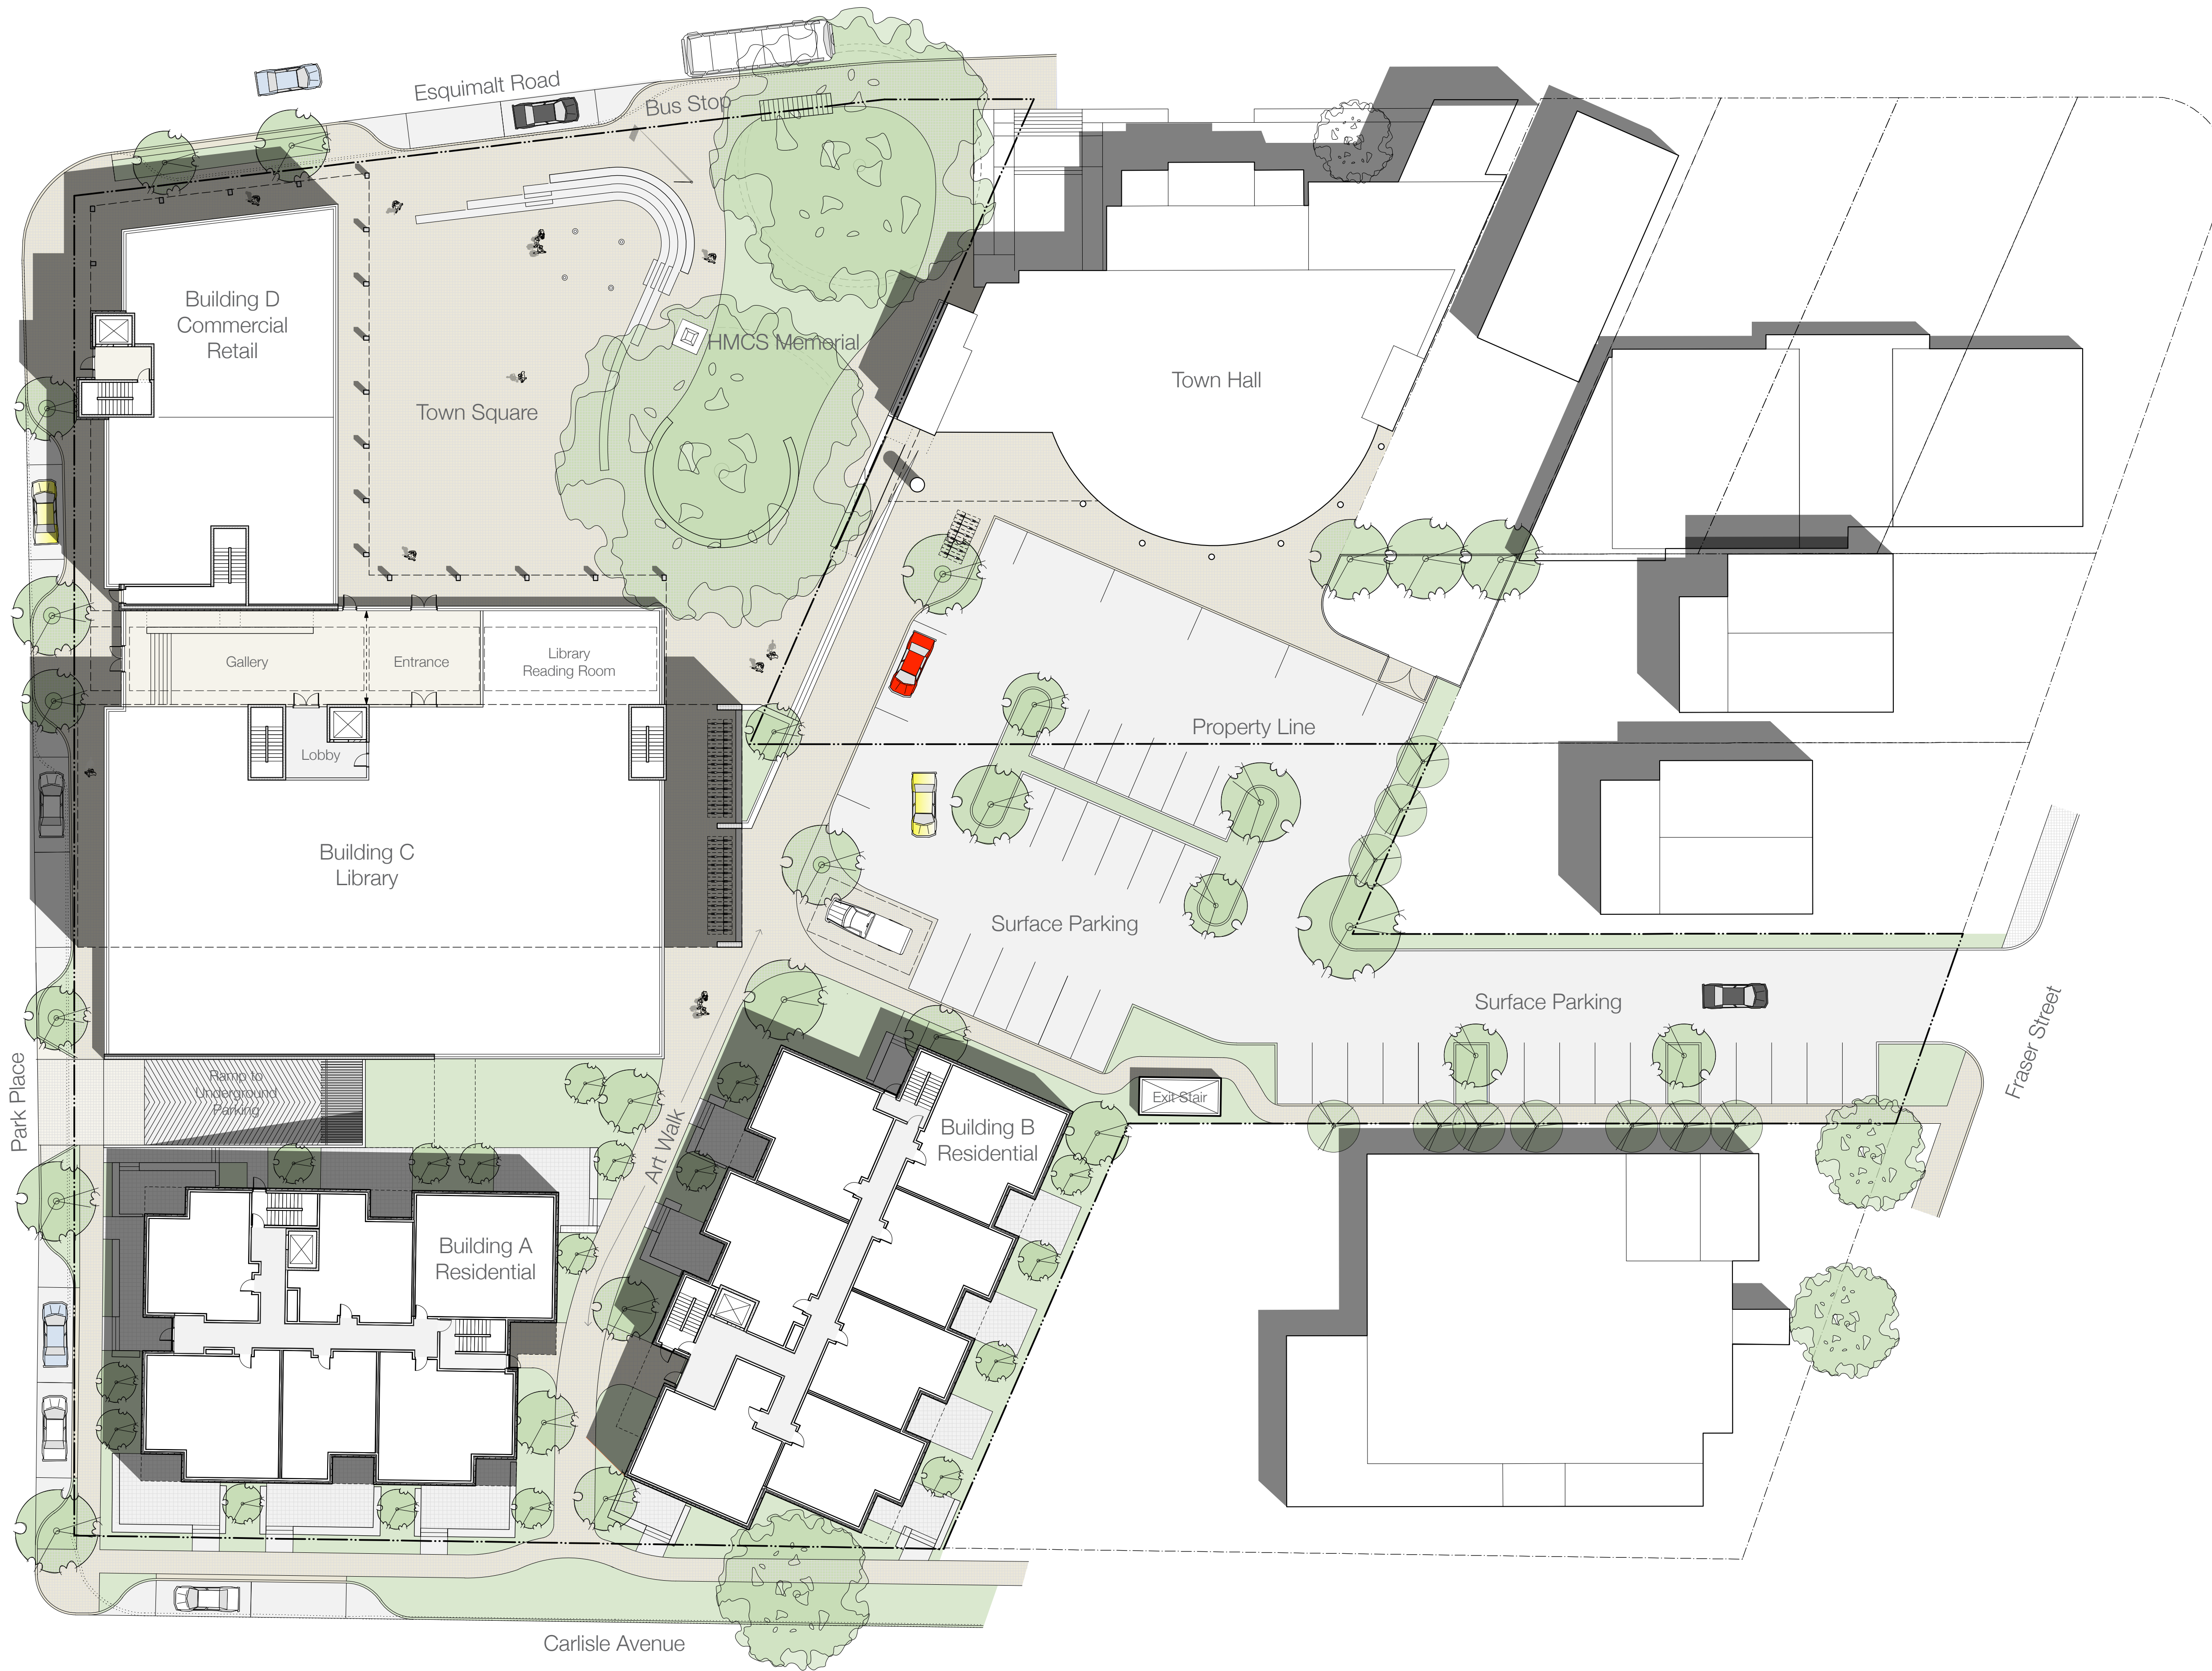 Esquimalt Road
Bus Stop
Building D
Commercial
Retail
HMCS Memorial
Town Hall
Town Square
Gallery
Entrance
Library
Reading Room
Lobby
Property Line
Building C
Library
Surface Parking
Surface Parking
Fraser Street
Park Place
Ramp to
Underground
Parking
Art Walk
Exit Stair
Building B
Residential
Building A
Residential
Carlisle Avenue